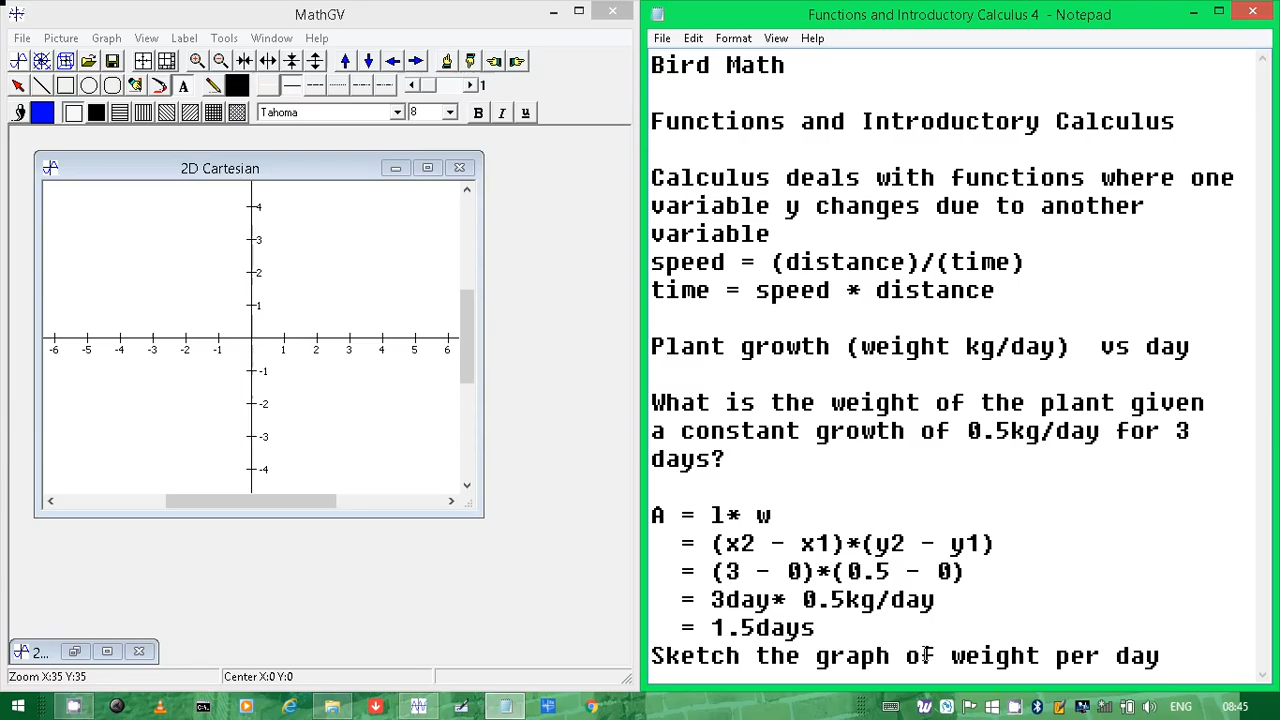 MathGV
File Picture Graph View Label Tools Window Help
A 1
Tahoma 8 B I u
2D Cartesian
4
3
2
1
-6 -5 -4 -3 -2 -1 1 2 3 4 5 6
-1
-2
-3
-4
2...
Zoom X:35 Y:35 Center X:0 Y:0
Functions and Introductory Calculus 4 - Notepad
File Edit Format View Help
Bird Math
Functions and Introductory Calculus
Calculus deals with functions where one
variable y changes due to another
variable
speed = (distance)/(time)
time = speed * distance
Plant growth (weight kg/day) vs day
What is the weight of the plant given
a constant growth of 0.5kg/day for 3
days?
A = l* w
= (x2 - x1)*(y2 - y1)
= (3 - 0)*(0.5 - 0)
= 3day* 0.5kg/day
= 1.5days
Sketch the graph of weight per day
ENG 08:45